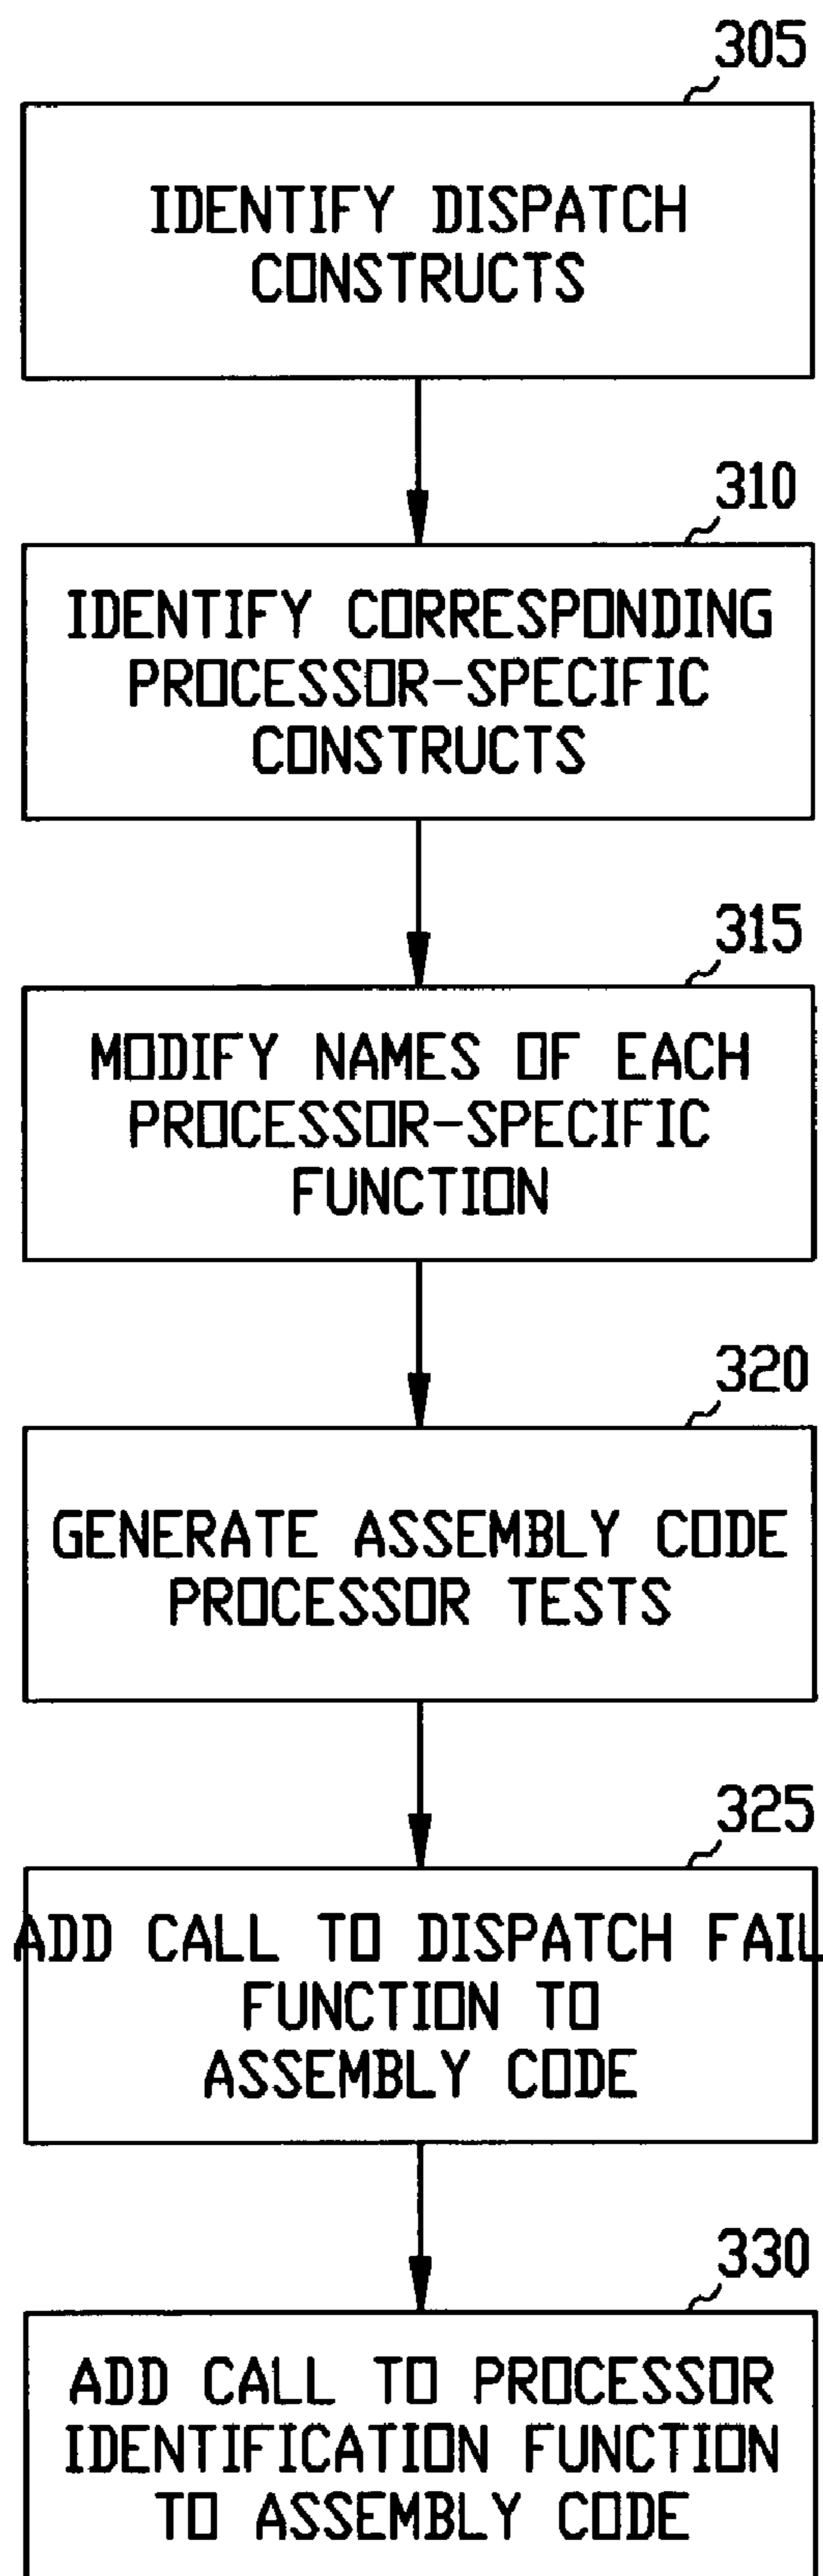 305
IDENTIFY DISPATCH
CONSTRUCTS
310
IDENTIFY CORRESPONDING
PROCESSOR-SPECIFIC
CONSTRUCTS
315
MODIFY NAMES OF EACH
PROCESSOR-SPECIFIC
FUNCTION
320
GENERATE ASSEMBLY CODE
PROCESSOR TESTS
325
ADD CALL TO DISPATCH FAIL
FUNCTION TO
ASSEMBLY CODE
330
ADD CALL TO PROCESSOR
IDENTIFICATION FUNCTION
TO ASSEMBLY CODE